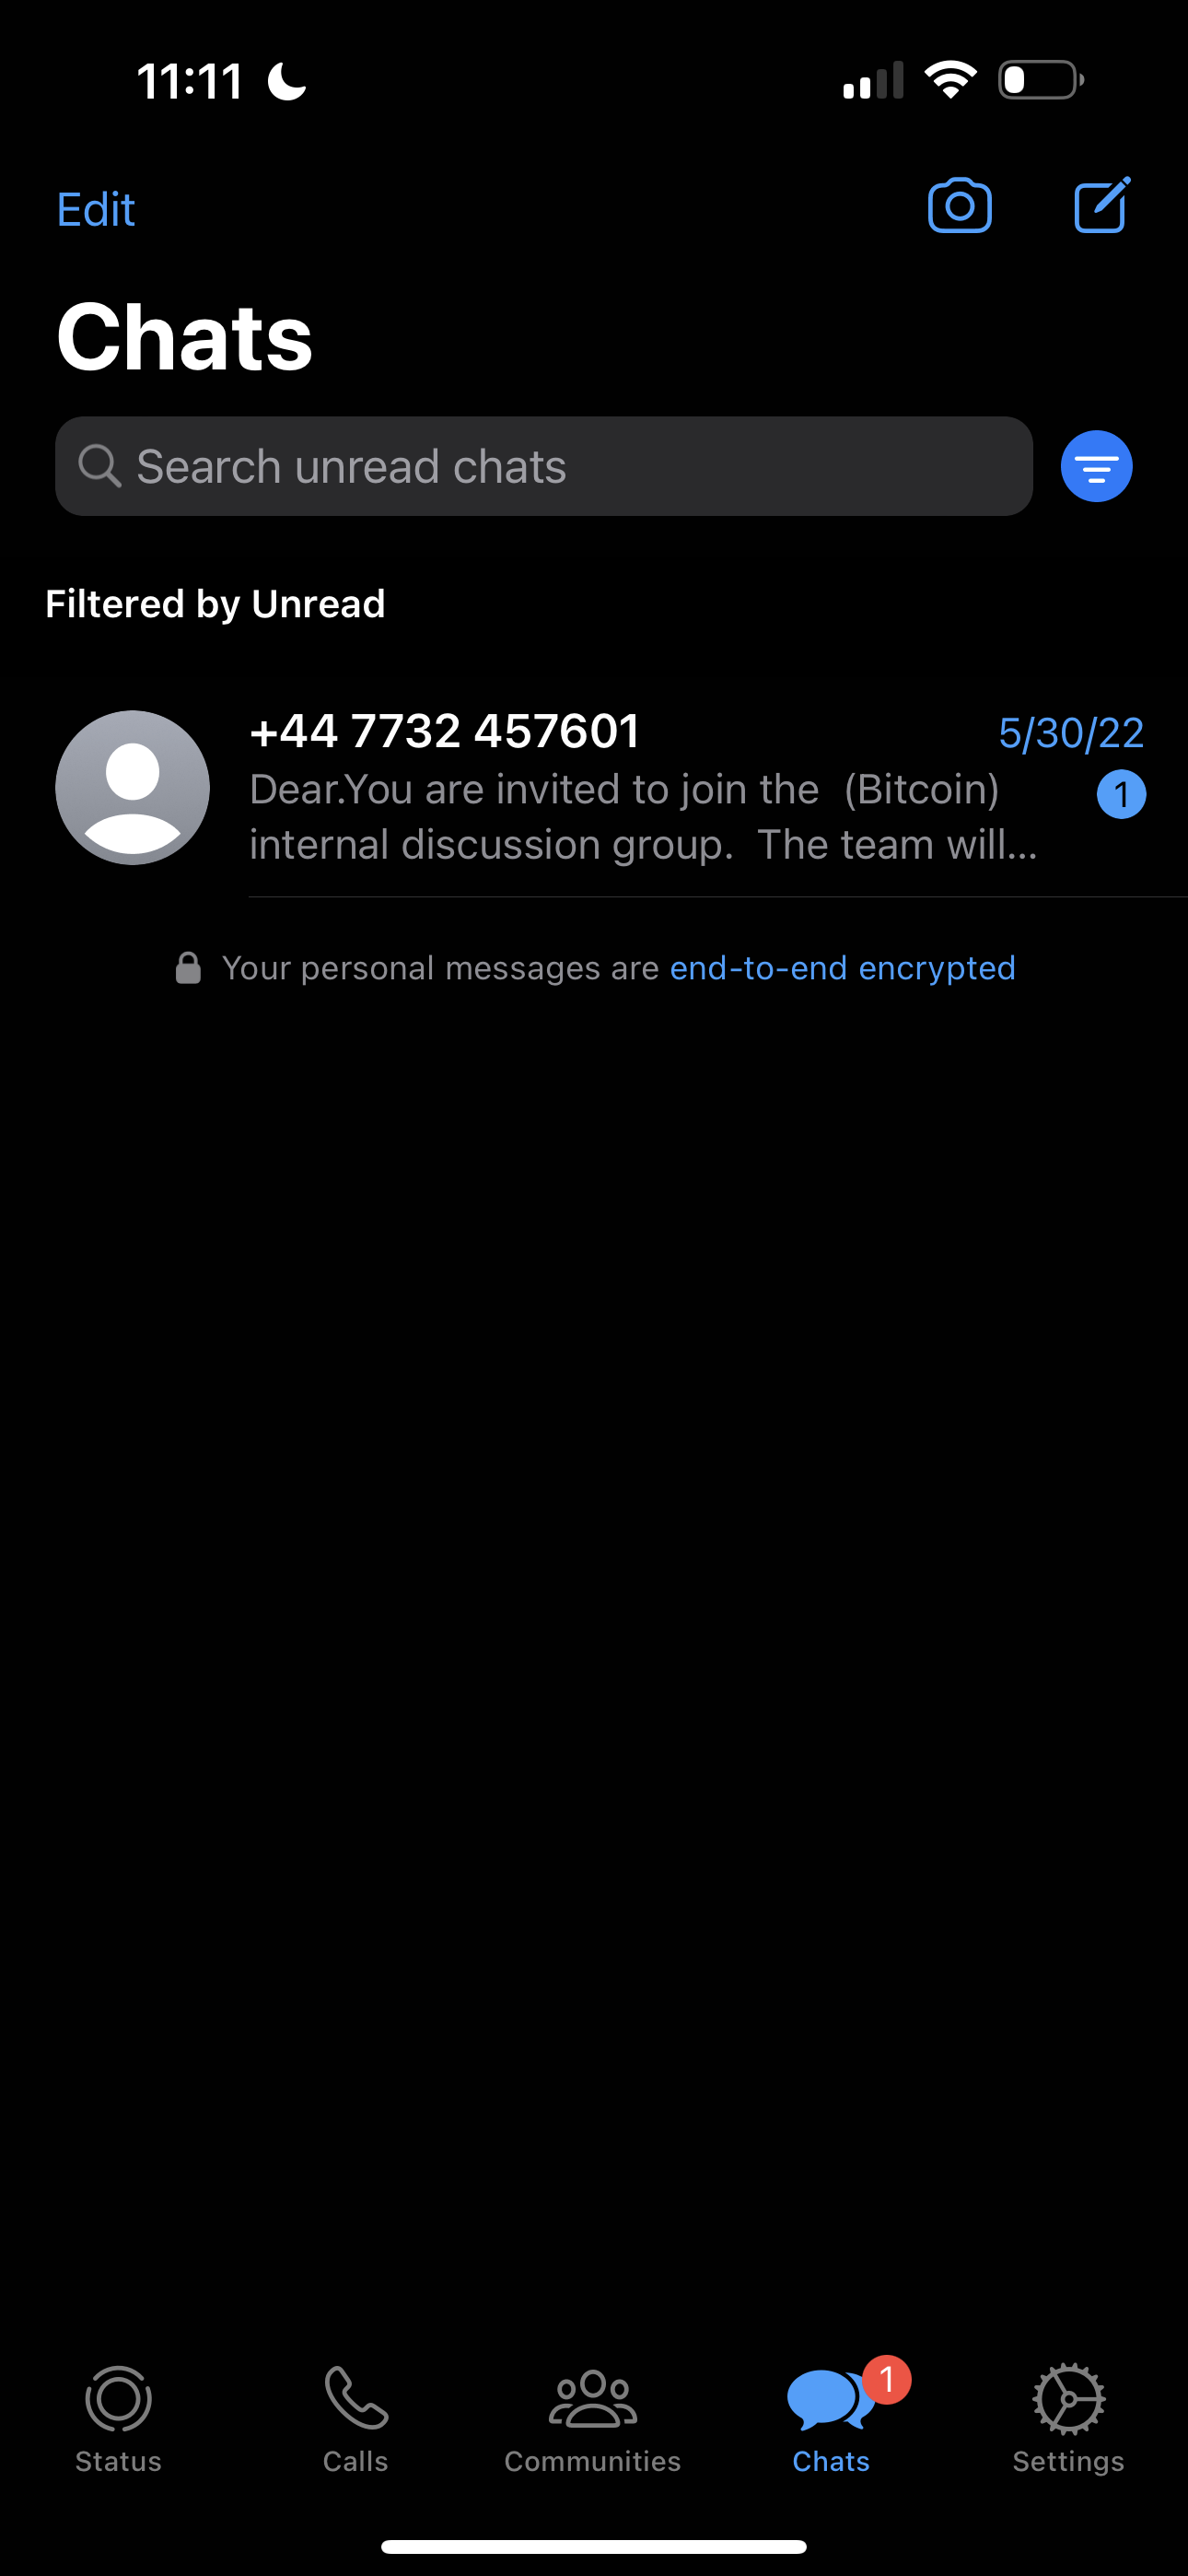 11:11
Edit
Chats
Search unread chats
Filtered by Unread
+44 7732 457601
5/30/22
Dear.You are invited to join the  (Bitcoin)
1
internal discussion group.  The team will...
Your personal messages are end-to-end encrypted
1
Status
Calls
Communities
Chats
Settings